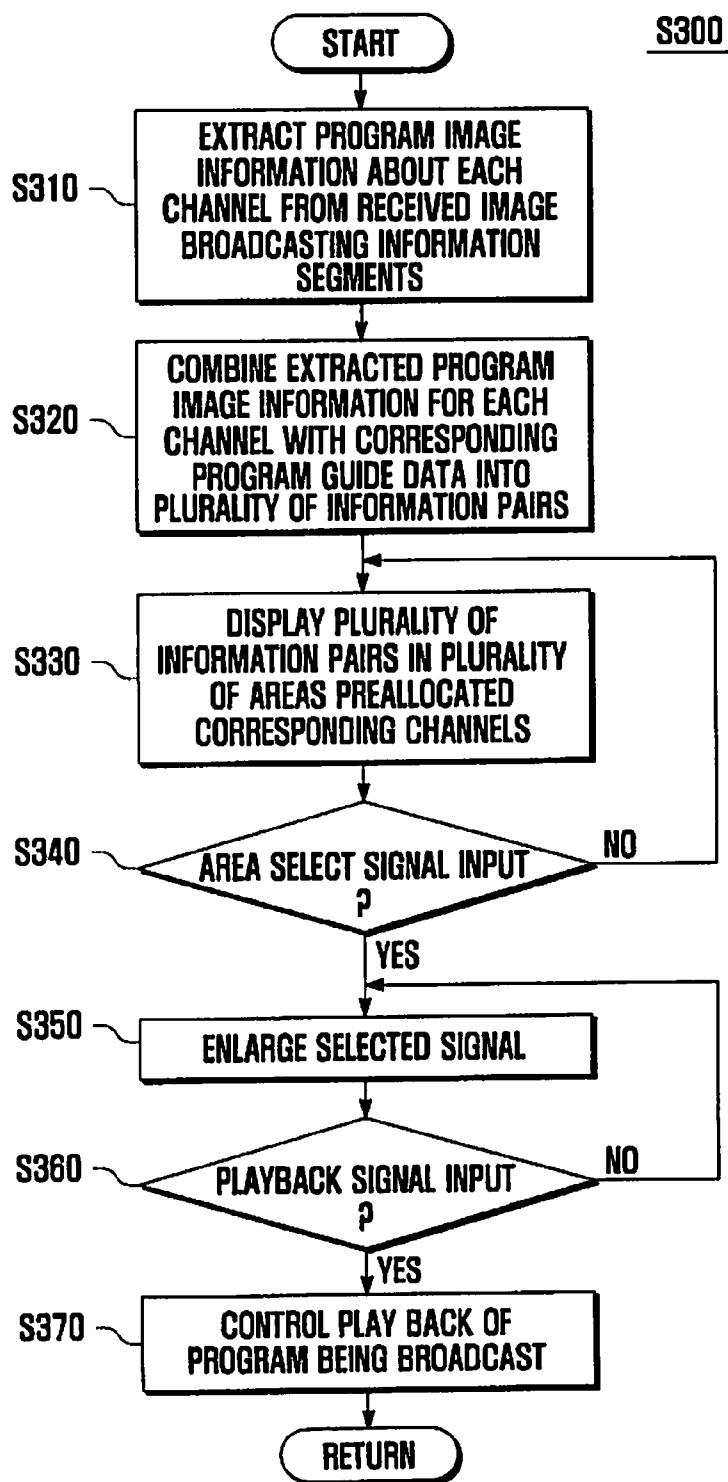 START
S300
S310
EXTRACT PROGRAM IMAGE
INFORMATION ABOUT EACH
CHANNEL FROM RECEIVED IMAGE
BROADCASTING INFORMATION
SEGMENTS
S320
COMBINE EXTRACTED PROGRAM
IMAGE INFORMATION FOR EACH
CHANNEL WITH CORRESPONDING
PROGRAM GUIDE DATA INTO
PLURALITY OF INFORMATION PAIRS
S330
DISPLAY PLURALITY OF
INFORMATION PAIRS IN PLURALITY
OF AREAS PREALLOCATED
CORRESPONDING CHANNELS
S340
AREA SELECT SIGNAL INPUT
?
NO
YES
S350
ENLARGE SELECTED SIGNAL
S360
PLAYBACK SIGNAL INPUT
?
NO
YES
S370
CONTROL PLAY BACK OF
PROGRAM BEING BROADCAST
RETURN